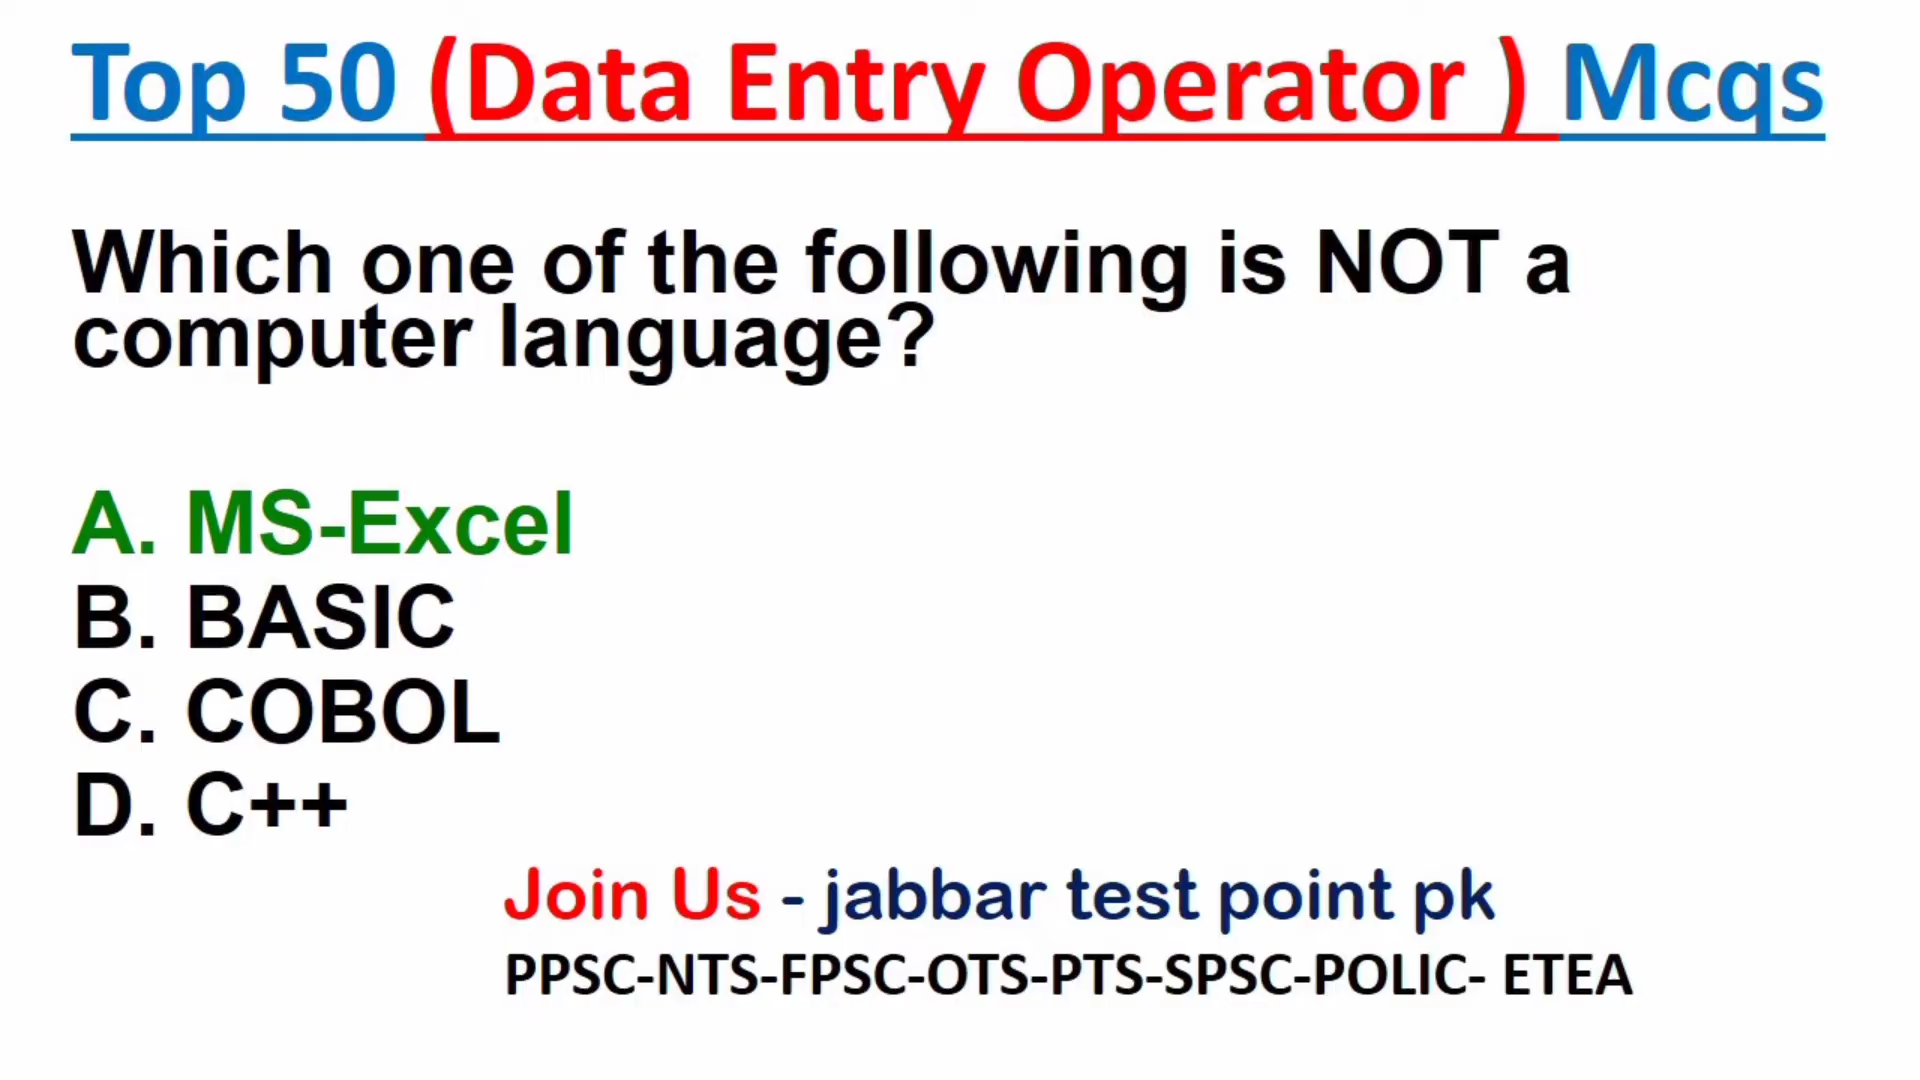 Top 50 (Data Entry Operator ) Mcqs
Which one of the following is NOT a
computer language?
A. MS-Excel
B. BASIC
C. COBOL
D. C++
Join Us - jabbar test point pk
PPSC-NTS-FPSC-OTS-PTS-SPSC-POLIC- ETEA